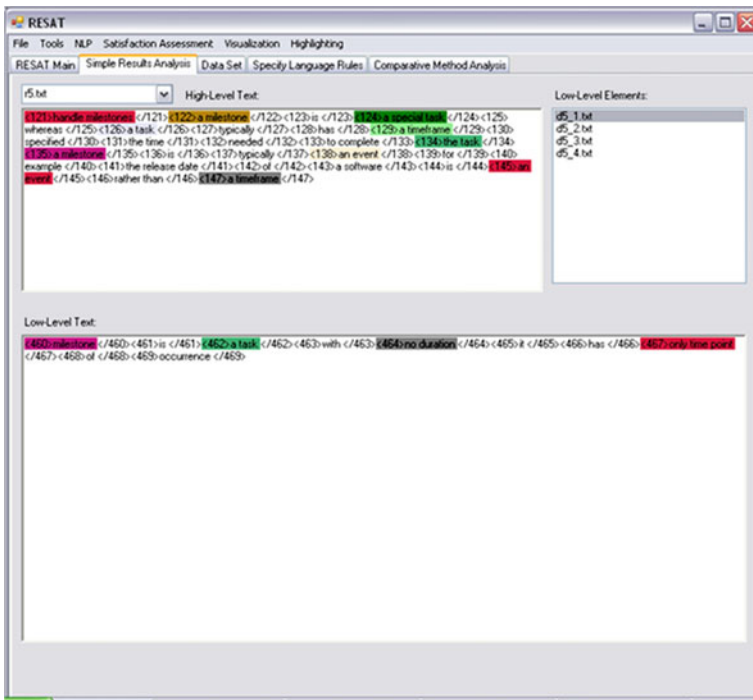 RESAT
File Tools NLP Satisfaction Assessment Visualization Highlighting
RESAT Main Simple Results Analysis Data Set Specify Language Rules Comparative Method Analysis
r5.txt High-Level Text: Low-Level Elements:
<121>handle milestones </121><122>a milestone </122><123>is </123><124>a special task </124><125>
whereas </125><126>a task </126><127>typically </127><128>has </128><129>a timeframe </129><130>
specified </130><131>the time </131><132>needed </132><133>to complete </133><134>the task </134>
<135>a milestone </135><136>is </136><137>typically </137><138>an event </138><139>for </139><140>
example </140><141>the release date </141><142>of </142><143>a software </143><144>is </144><145>an
event </145><146>rather than </146><147>a timeframe </147>
d5_1.txt
d5_2.txt
d5_3.txt
d5_4.txt
Low-Level Text:
<460>milestone </460><461>is </461><462>a task </462><463>with </463><464>no duration </464><465>it </465><466>has </466><467>only time point
</467><468>of </468><469>occurrence </469>